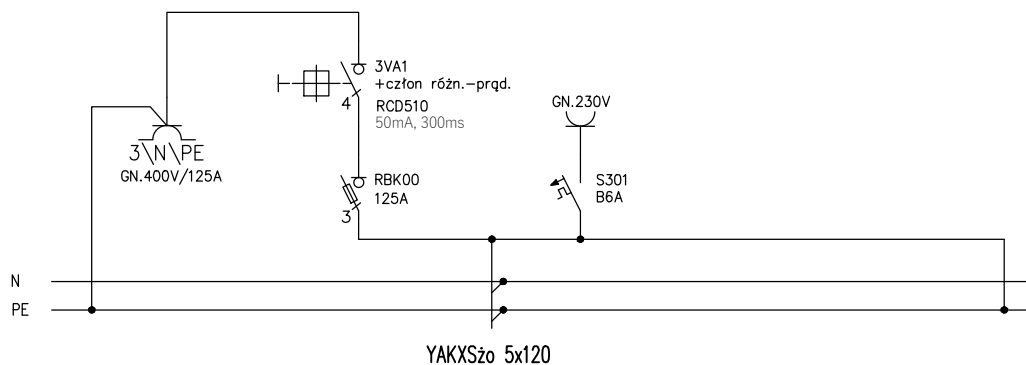 3VA1
+człon różn.-prąd.
4
RCD510
50mA, 300ms
GN.230V
3\N\PE
GN.400V/125A
RBK00
125A
3
S301
B6A
N
PE
YAKXSżo 5x120